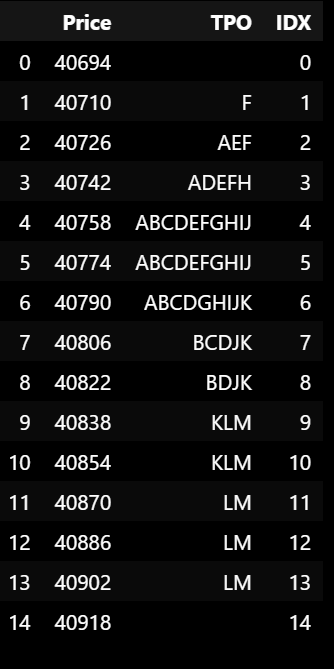 Price TPO IDX
0 40694 0
1 40710 F 1
2 40726 AEF 2
3 40742 ADEFH 3
4 40758 ABCDEFGHIJ 4
5 40774 ABCDEFGHIJ 5
6 40790 ABCDGHIJK 6
7 40806 BCDJK 7
8 40822 BDJK 8
9 40838 KLM 9
10 40854 KLM 10
11 40870 LM 11
12 40886 LM 12
13 40902 LM 13
14 40918 14